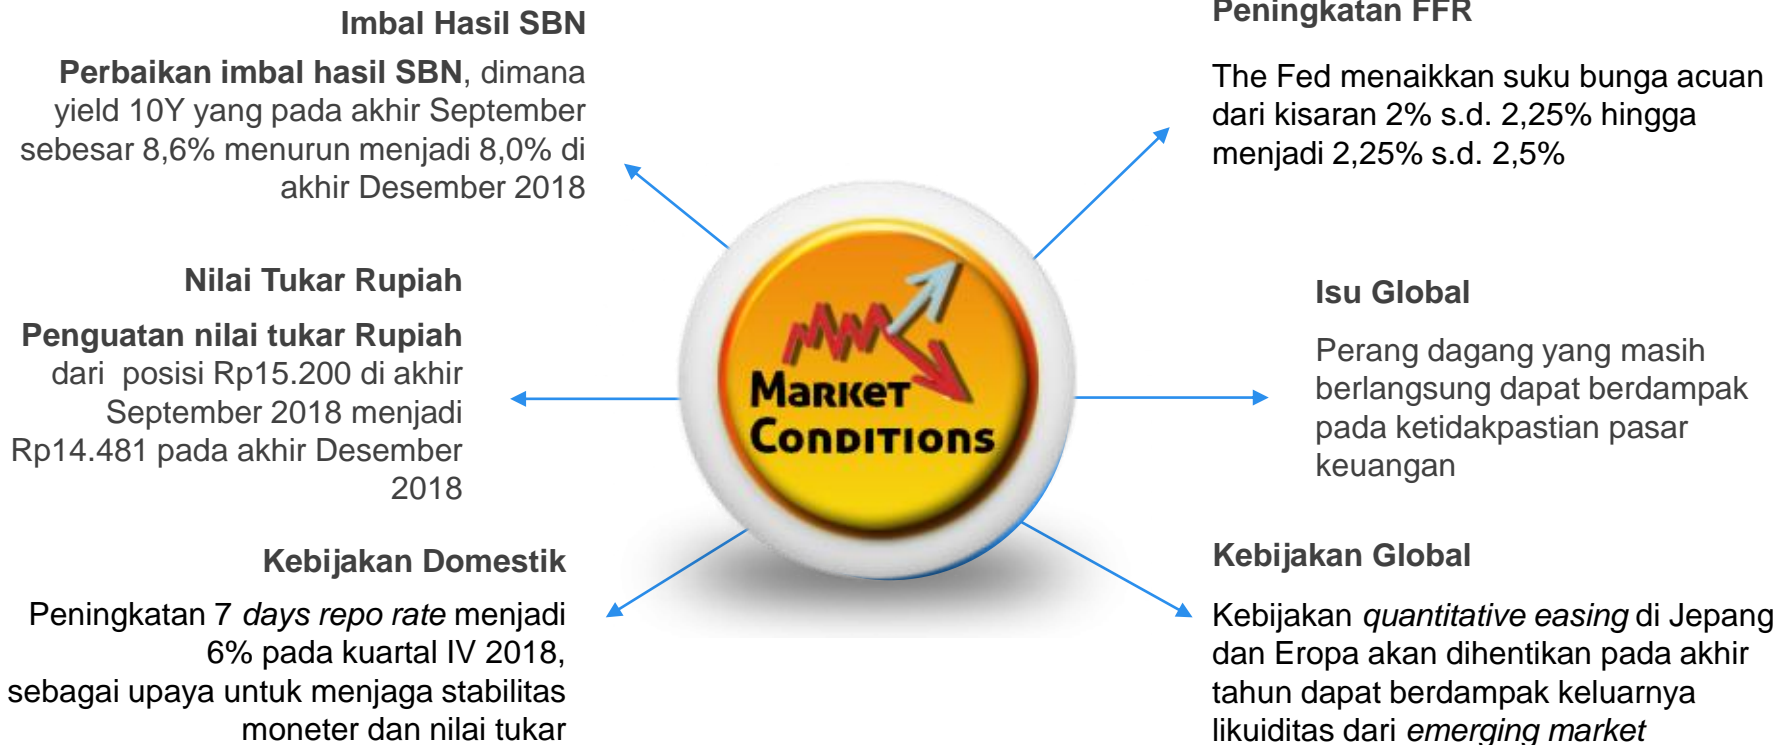 Imbal Hasil SBN
Perbaikan imbal hasil SBN, dimana
yield 10Y yang pada akhir September
sebesar 8,6% menurun menjadi 8,0% di
akhir Desember 2018
Nilai Tukar Rupiah
Penguatan nilai tukar Rupiah
dari posisi Rp15.200 di akhir
September 2018 menjadi
Rp14.481 pada akhir Desember
2018
Kebijakan Domestik
Peningkatan 7 days repo rate menjadi
6% pada kuartal IV 2018,
sebagai upaya untuk menjaga stabilitas
moneter dan nilai tukar
Market
Conditions
Peningkatan FFR
The Fed menaikkan suku bunga acuan
dari kisaran 2% s.d. 2,25% hingga
menjadi 2,25% s.d. 2,5%
Isu Global
Perang dagang yang masih
berlangsung dapat berdampak
pada ketidakpastian pasar
keuangan
Kebijakan Global
Kebijakan quantitative easing di Jepang
dan Eropa akan dihentikan pada akhir
tahun dapat berdampak keluarnya
likuiditas dari emerging market